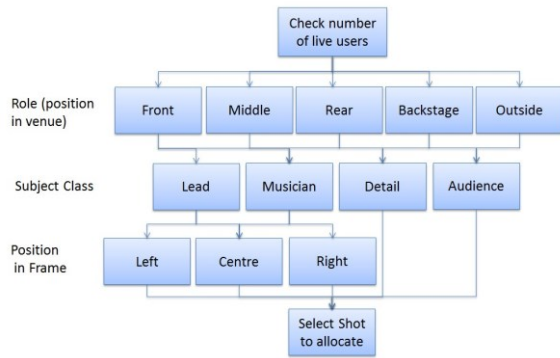 Check number
of live users
Role (position
in venue)
Front
Middle
Rear
Backstage
Outside
Subject Class
Lead
Musician
Detail
Audience
Position
in Frame
Left
Centre
Right
Select Shot
to allocate